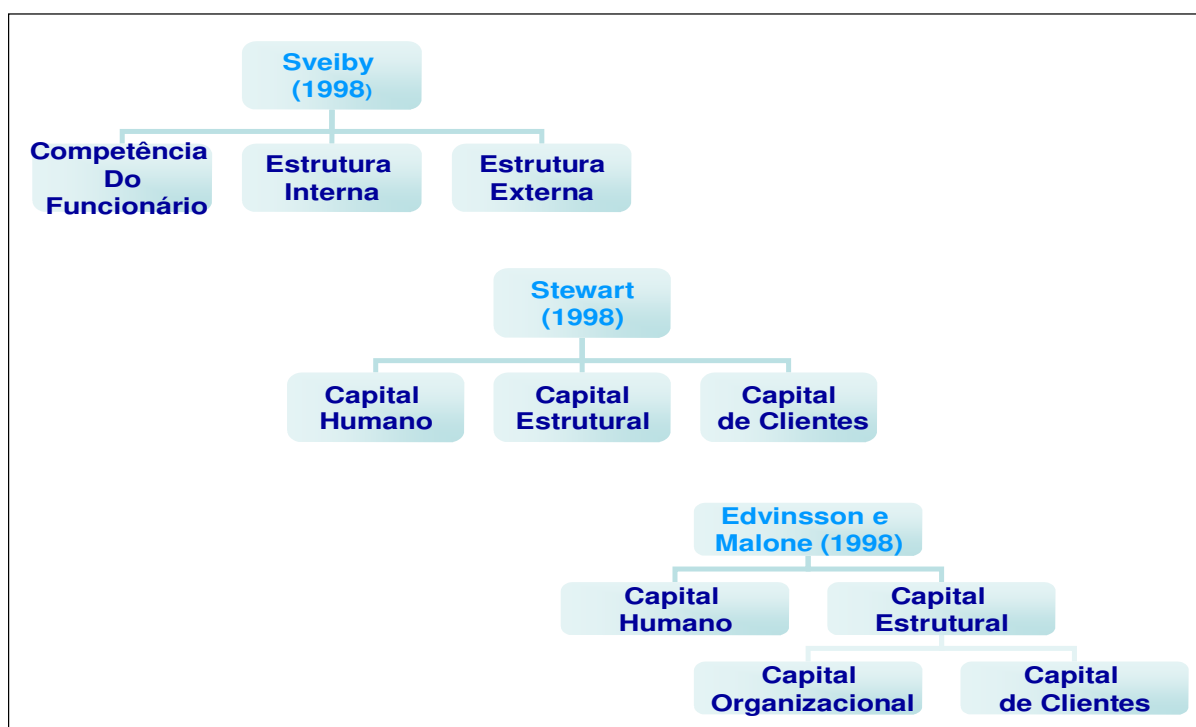 Sveiby
(1998)
Competência
Do
Funcionário
Estrutura
Interna
Estrutura
Externa
Stewart
(1998)
Capital
Humano
Capital
Estrutural
Capital
de Clientes
Edvinsson e
Malone (1998)
Capital
Humano
Capital
Estrutural
Capital
Organizacional
Capital
de Clientes